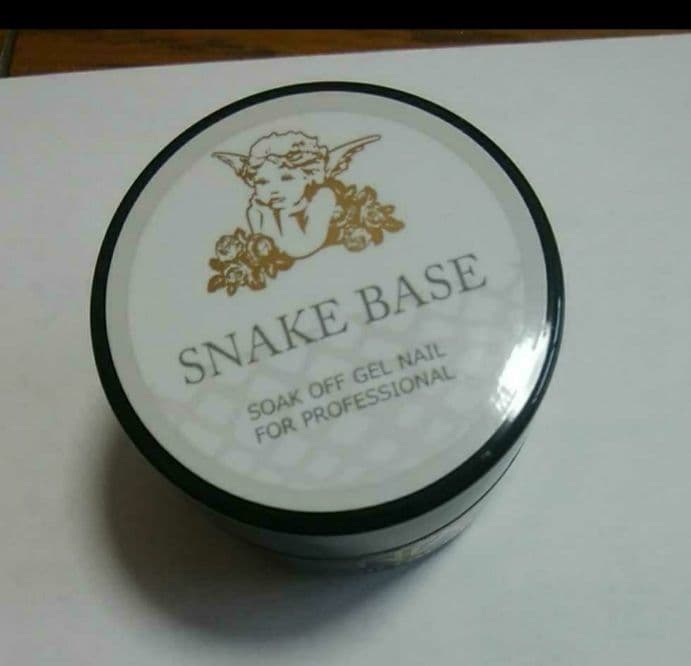 SNAKE BASE
SOAK OFF GEL NAIL
FOR PROFESSIONAL